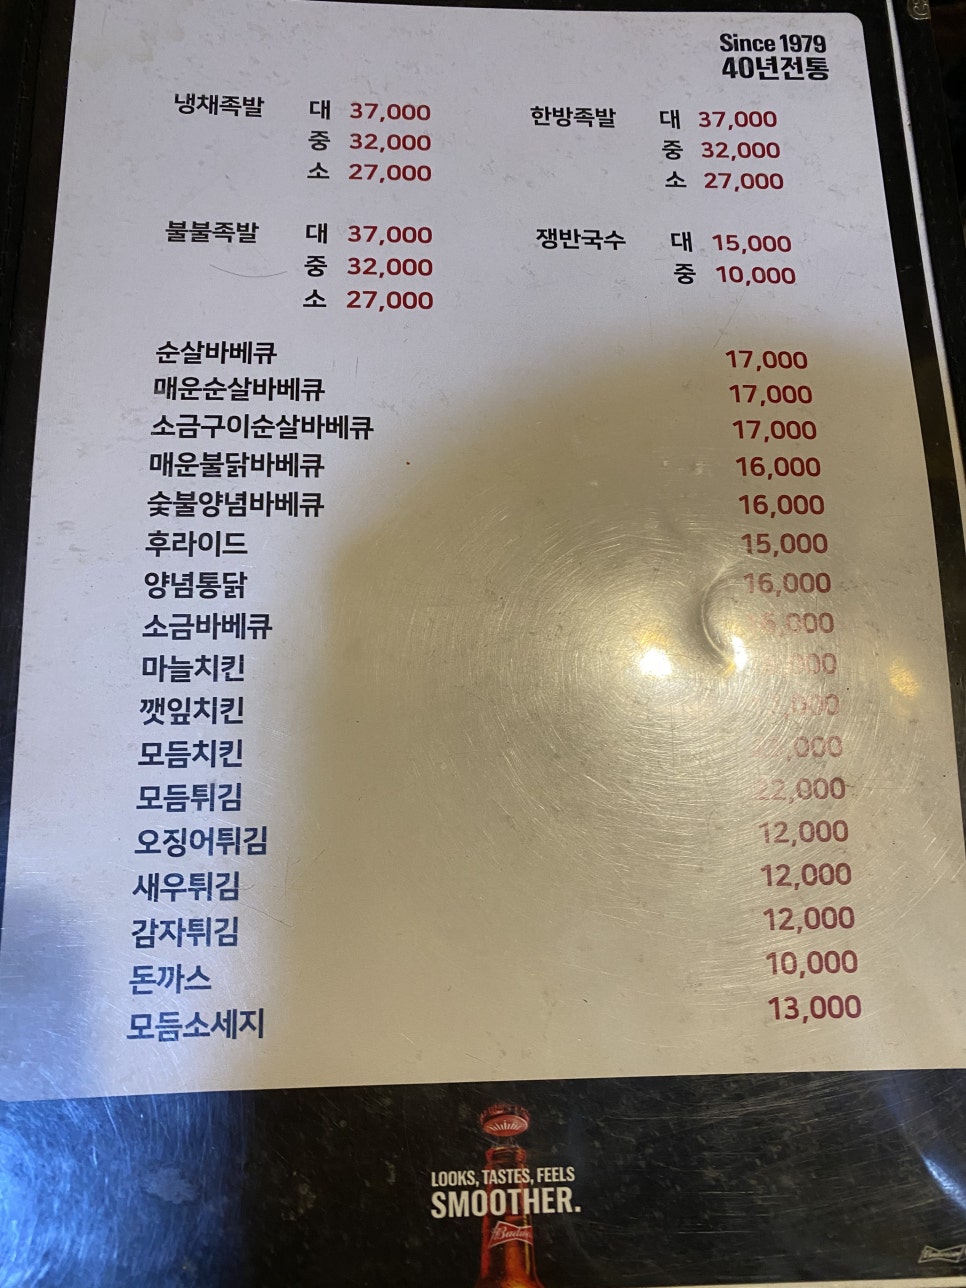 Since 1979
40년전통
냉채족발 대 37,000
중 32,000
소 27,000
한방족발 대 37,000
중 32,000
소 27,000
불불족발 대 37,000
중 32,000
소 27,000
쟁반국수 대 15,000
중 10,000
순살바베큐 17,000
매운순살바베큐 17,000
소금구이순살바베큐 17,000
매운불닭바베큐 16,000
숯불양념바베큐 16,000
후라이드 15,000
양념통닭 16,000
소금바베큐
마늘치킨
깻잎치킨
모듬치킨
모듬튀김 22,000
오징어튀김 12,000
새우튀김 12,000
감자튀김 12,000
돈까스 10,000
모듬소세지 13,000
LOOKS, TASTES, FEELS
SMOOTHER.